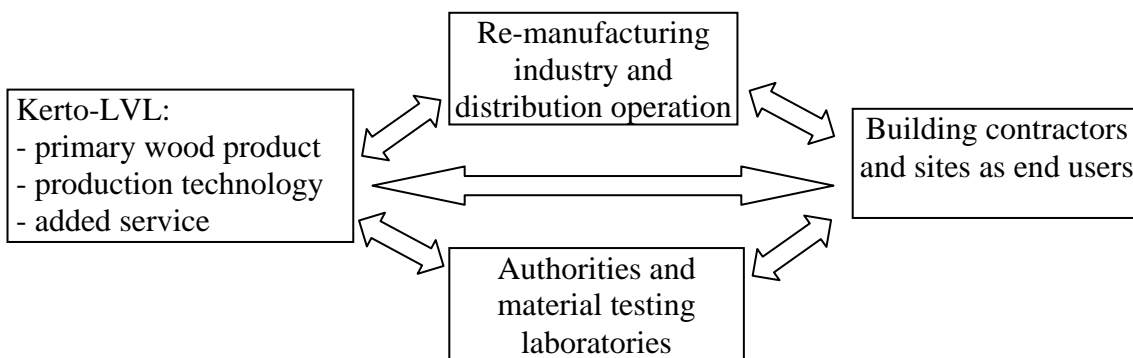 Re-manufacturing
industry and
distribution operation
Kerto-LVL:
- primary wood product
- production technology
- added service
Building contractors
and sites as end users
Authorities and
material testing
laboratories